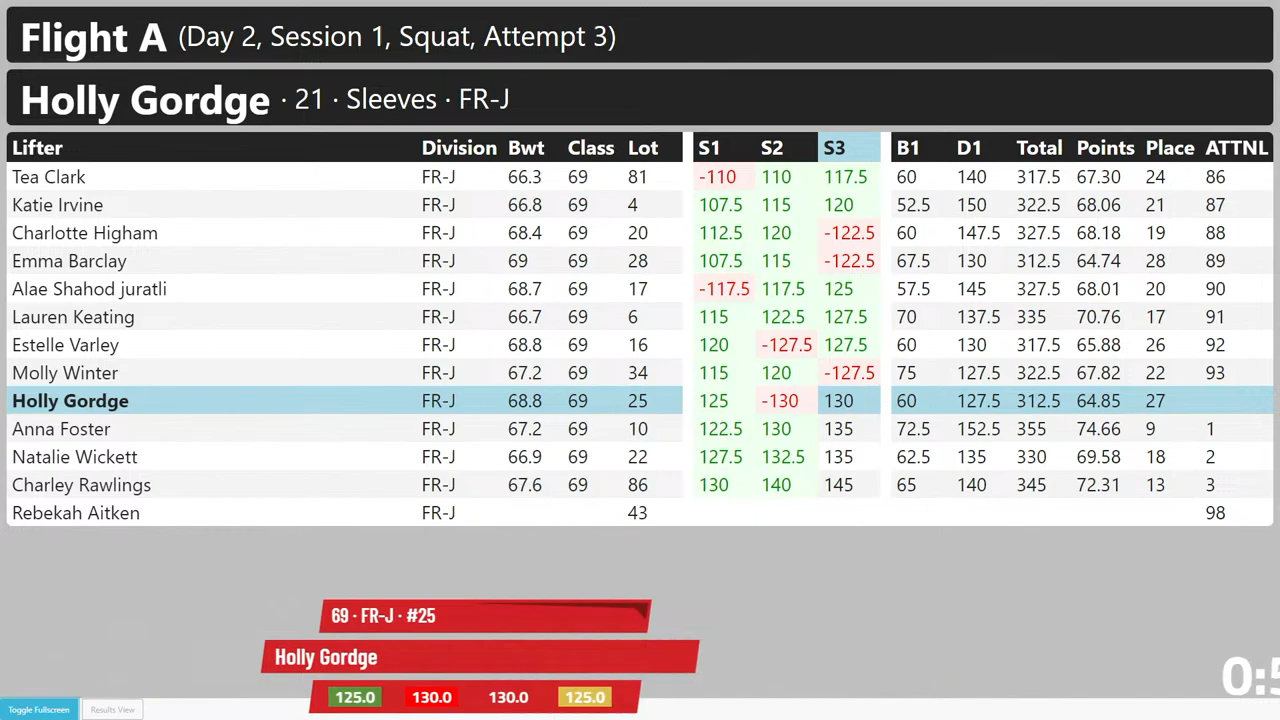 Flight A (Day 2, Session 1, Squat, Attempt 3)
Holly Gordge · 21 · Sleeves · FR-J
Lifter Division Bwt Class Lot S1 S2 S3 B1 D1 Total Points Place ATTNL
Tea Clark FR-J 66.3 69 81 -110 110 117.5 60 140 317.5 67.30 24 86
Katie Irvine FR-J 66.8 69 4 107.5 115 120 52.5 150 322.5 68.06 21 87
Charlotte Higham FR-J 68.4 69 20 112.5 120 -122.5 60 147.5 327.5 68.18 19 88
Emma Barclay FR-J 69 69 28 107.5 115 -122.5 67.5 130 312.5 64.74 28 89
Alae Shahod juratli FR-J 68.7 69 17 -117.5 117.5 125 57.5 145 327.5 68.01 20 90
Lauren Keating FR-J 66.7 69 6 115 122.5 127.5 70 137.5 335 70.76 17 91
Estelle Varley FR-J 68.8 69 16 120 -127.5 127.5 60 130 317.5 65.88 26 92
Molly Winter FR-J 67.2 69 34 115 120 -127.5 75 127.5 322.5 67.82 22 93
Holly Gordge FR-J 68.8 69 25 125 -130 130 60 127.5 312.5 64.85 27
Anna Foster FR-J 67.2 69 10 122.5 130 135 72.5 152.5 355 74.66 9 1
Natalie Wickett FR-J 66.9 69 22 127.5 132.5 135 62.5 135 330 69.58 18 2
Charley Rawlings FR-J 67.6 69 86 130 140 145 65 140 345 72.31 13 3
Rebekah Aitken FR-J 43 98
69 · FR-J · #25
Holly Gordge
125.0 130.0 130.0 125.0
Toggle Fullscreen Results View